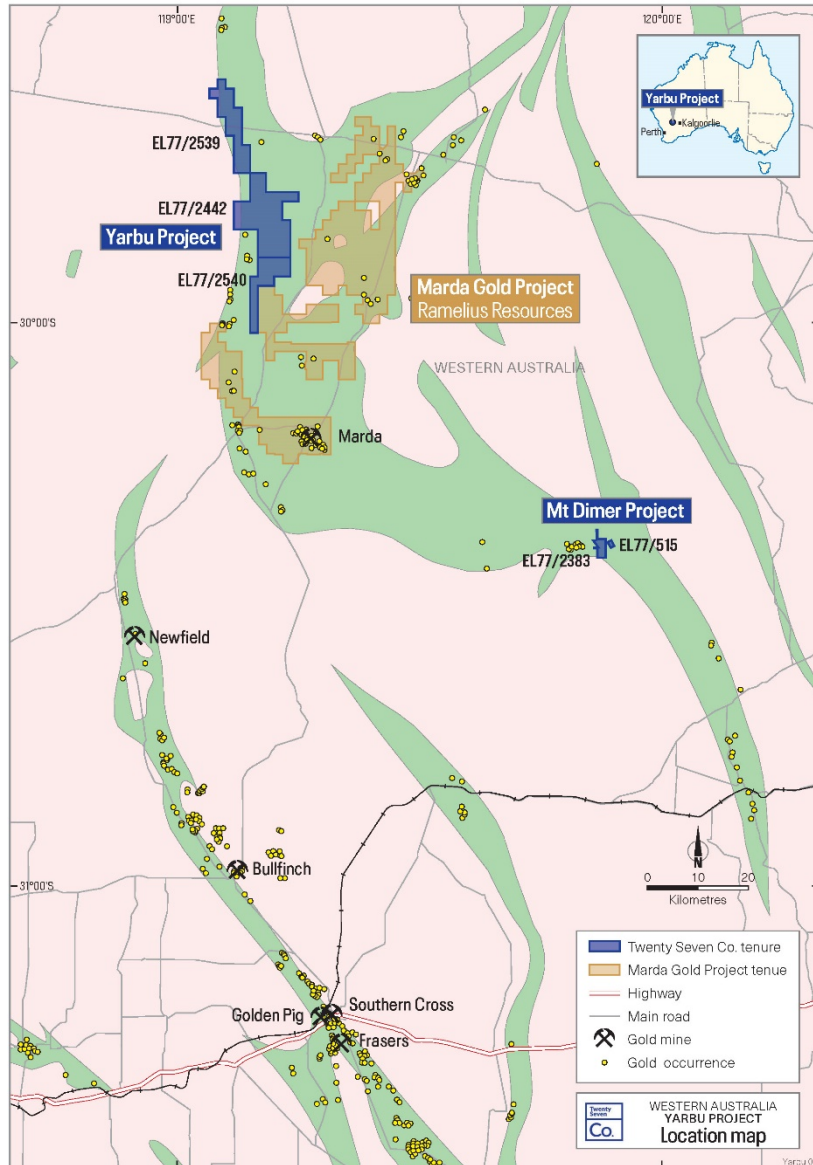 119°00'E
120°00'E
Yarbu Project
Kalgoorlie
Perth
EL77/2539
EL77/2442
Yarbu Project
EL77/2540
Marda Gold Project
Ramelius Resources
30°00'S
WESTERN AUSTRALIA
Marda
Mt Dimer Project
EL77/515
EL77/2383
Newfield
31°00'S
Bullfinch
N
0 10 20
Kilometres
Southern Cross
Golden Pig
Frasers
Twenty Seven Co. tenure
Marda Gold Project tenue
Highway
Main road
Gold mine
Gold occurrence
Twenty
Seven
Co.
WESTERN AUSTRALIA
YARBU PROJECT
Location map